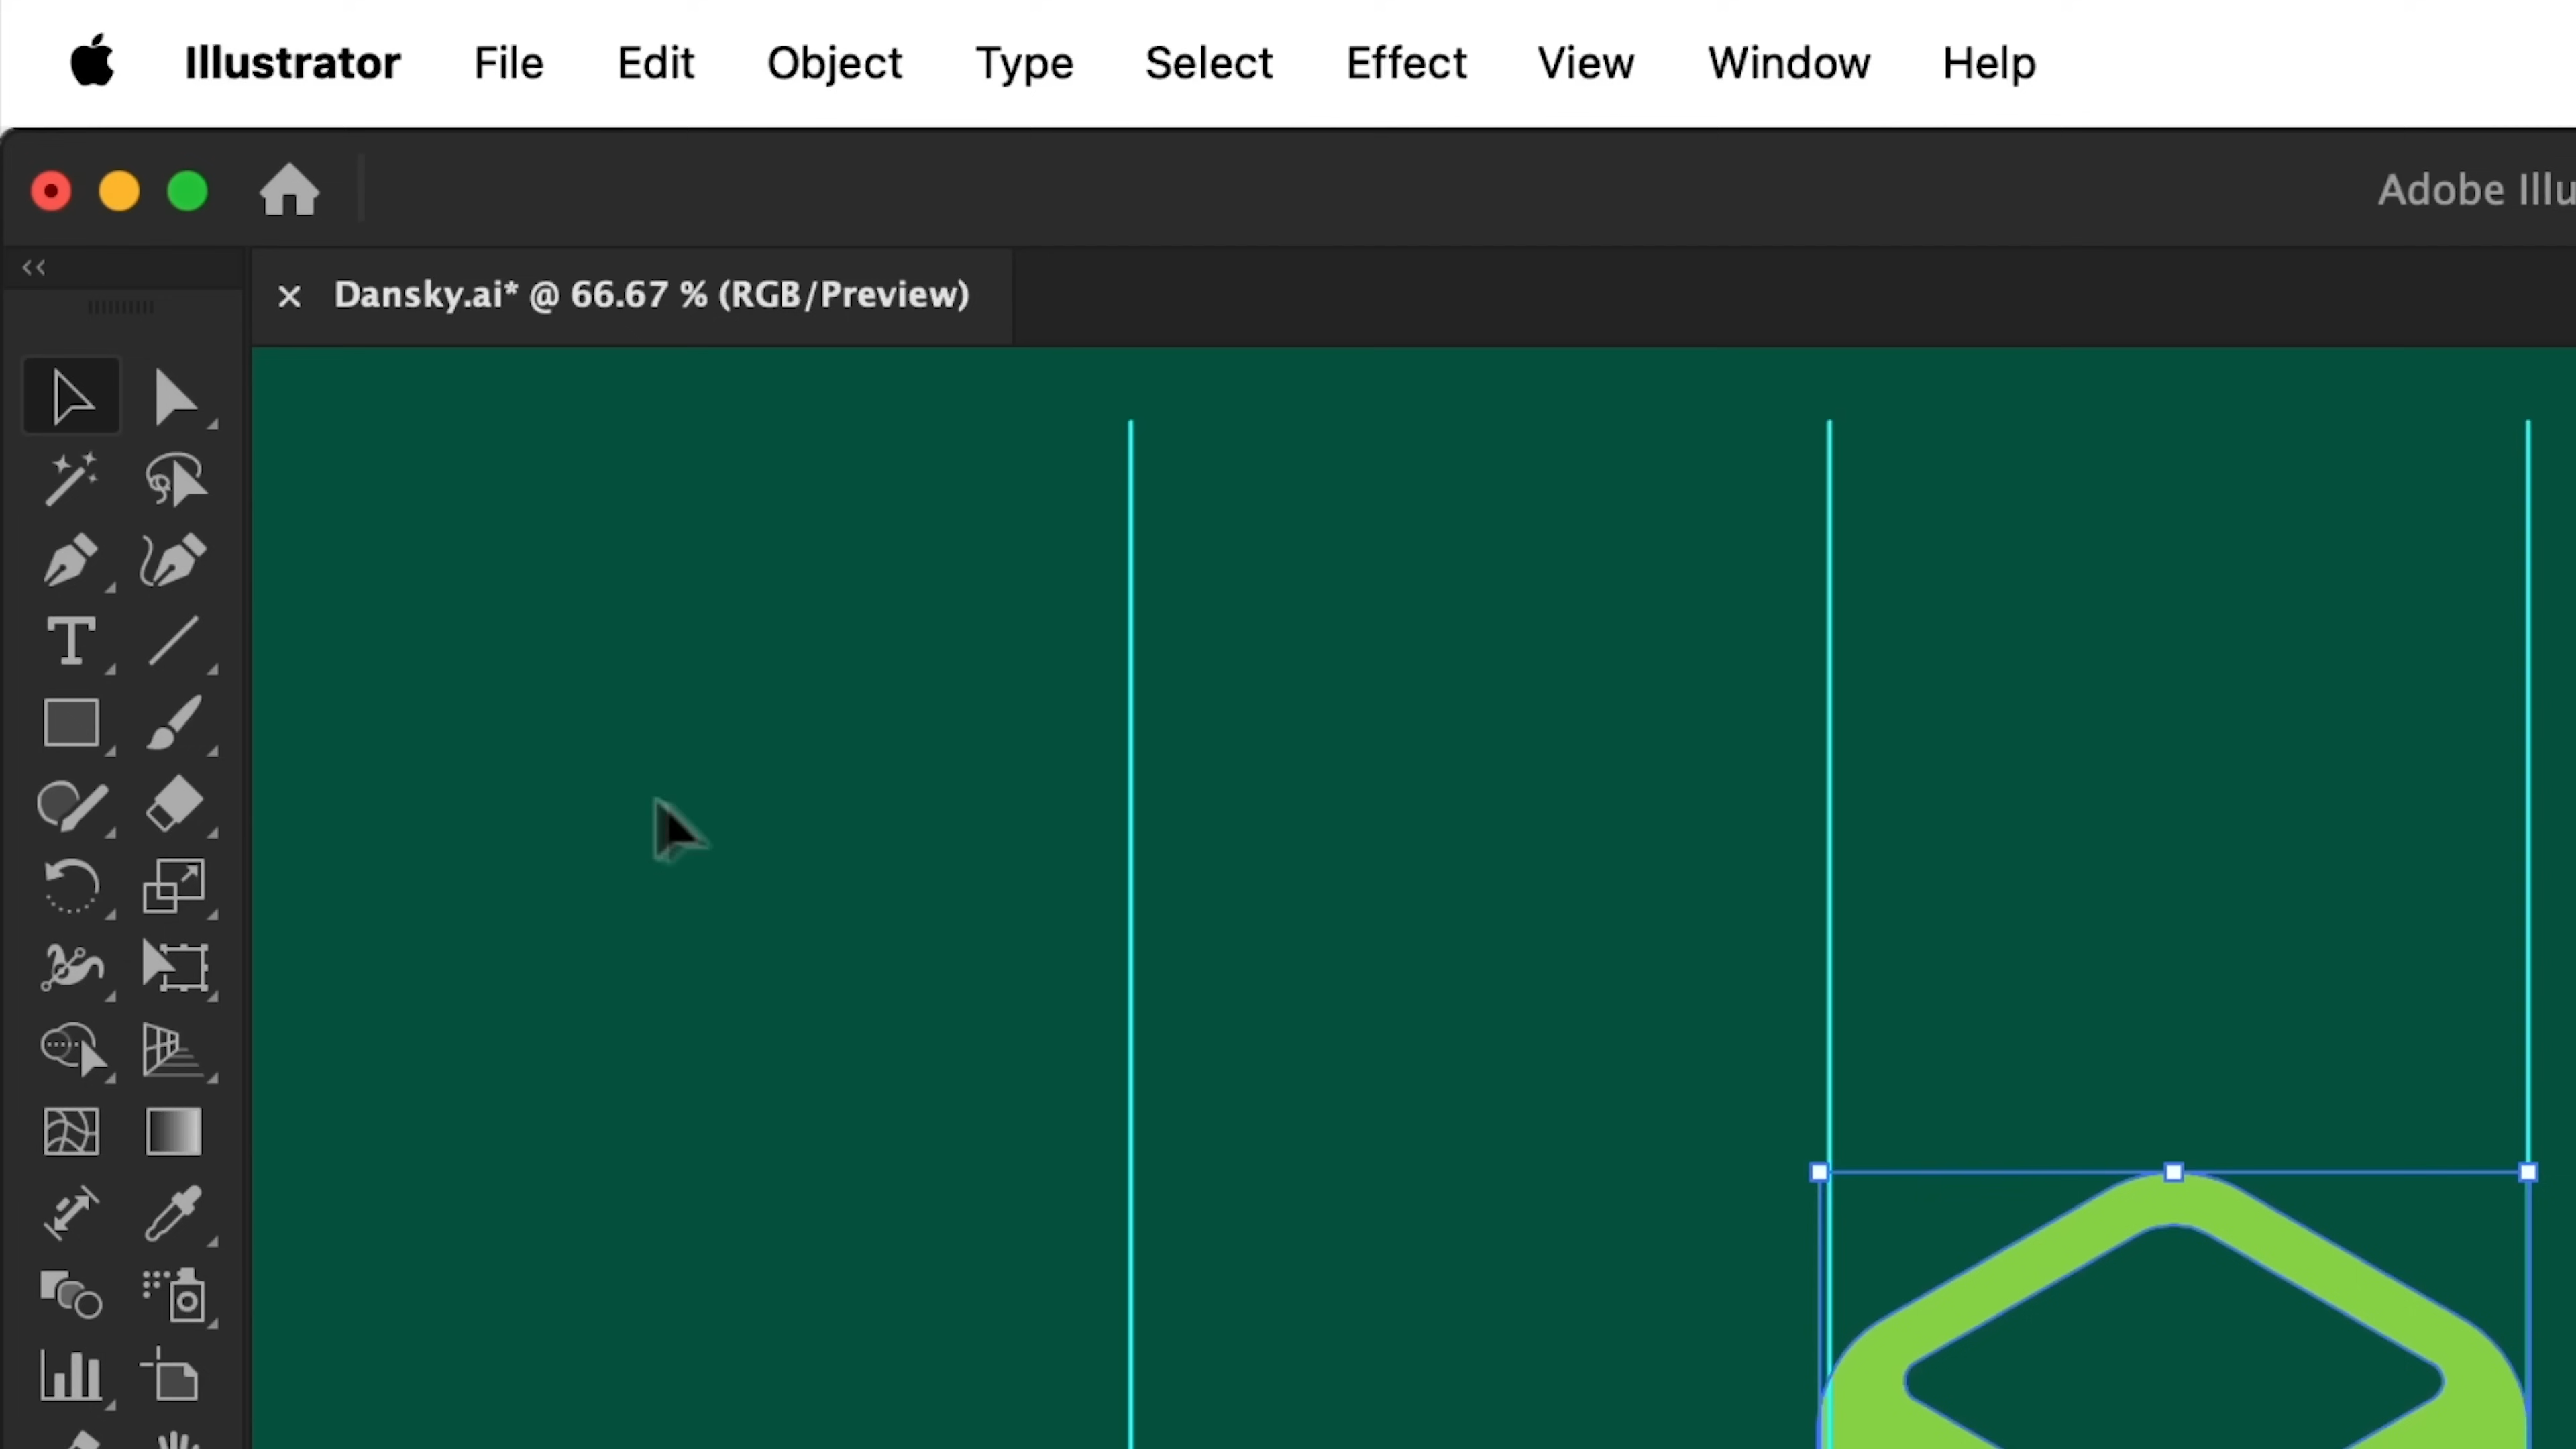 Illustrator File Edit Object Type Select Effect View Window Help
Adobe Illu
Dansky.ai* @ 66.67 % (RGB/Preview)